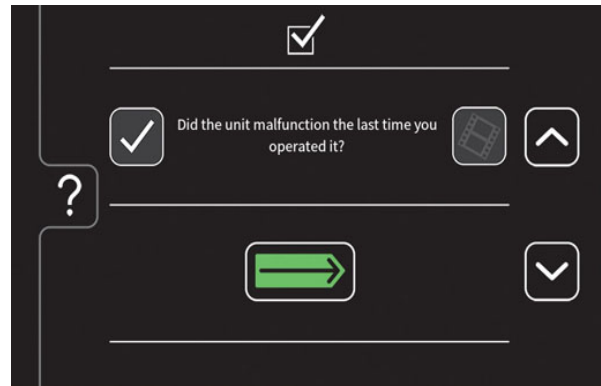 Did the unit malfunction the last time you
operated it?
?